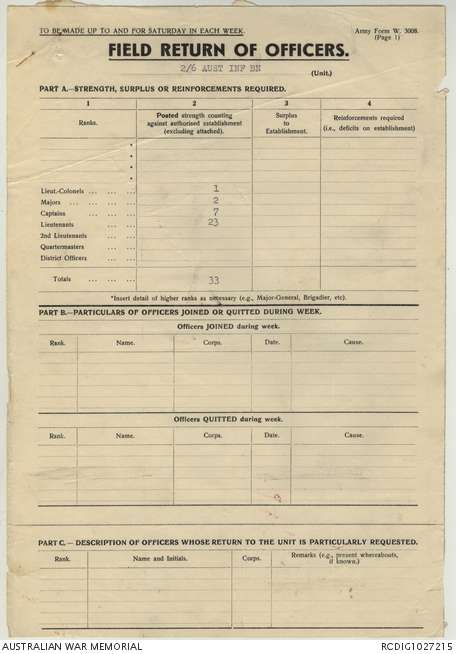 TO BE MADE UP TO AND FOR SATURDAY IN EACH WEEK.
Army Form W. 3008.
(Page 1)
FIELD RETURN OF OFFICERS.
2/6 AUST INF BN
(Unit.)
PART A.—STRENGTH, SURPLUS OR REINFORCEMENTS REQUIRED.
1 2 3 4
Ranks.
Posted strength counting
against authorised establishment
(excluding attached).
Surplus
to
Establishment.
Reinforcements required
(i.e., deficits on establishment)
*
*
*
*
Lieut.-Colonels ... ... ... 1
Majors ... ... ... ... 2
Captains ... ... ... 7
Lieutenants ... ... 23
2nd Lieutenants ... ...
Quartermasters ... ...
District Officers ... ...
Totals ... ... ... 33
*Insert detail of higher ranks as necessary (e.g., Major-General, Brigadier, etc).
PART B.—PARTICULARS OF OFFICERS JOINED OR QUITTED DURING WEEK.
Officers JOINED during week.
Rank. Name. Corps. Date. Cause.
Officers QUITTED during week.
Rank. Name. Corps. Date. Cause.
PART C.—DESCRIPTION OF OFFICERS WHOSE RETURN TO THE UNIT IS PARTICULARLY REQUESTED.
Rank. Name and Initials. Corps. Remarks (e.g., present whereabouts,
if known.)
AUSTRALIAN WAR MEMORIAL
RCDIG1027215